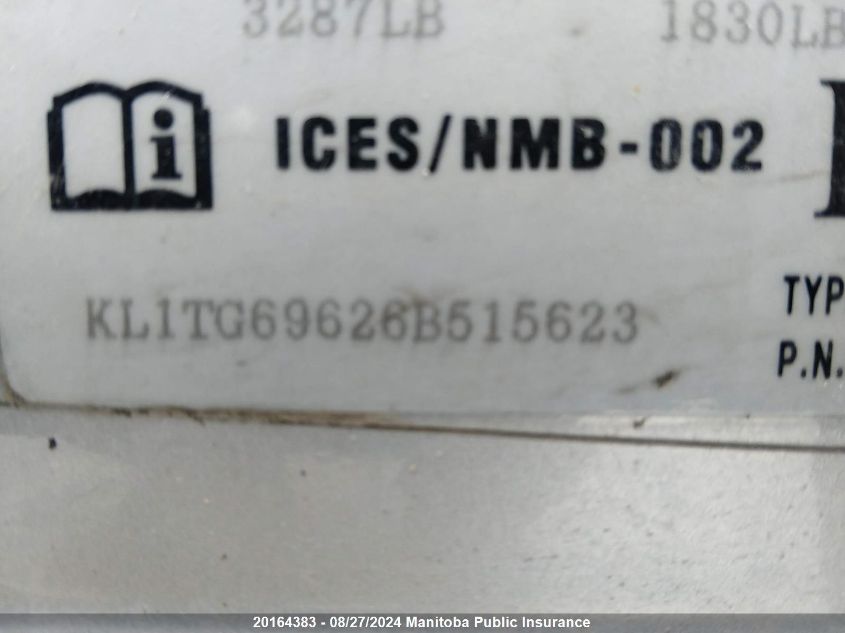 3287LB 1830LB
i ICES/NMB-002
KL1TG69626B515623
TYP
P.N.
20164383 - 08/27/2024 Manitoba Public Insurance